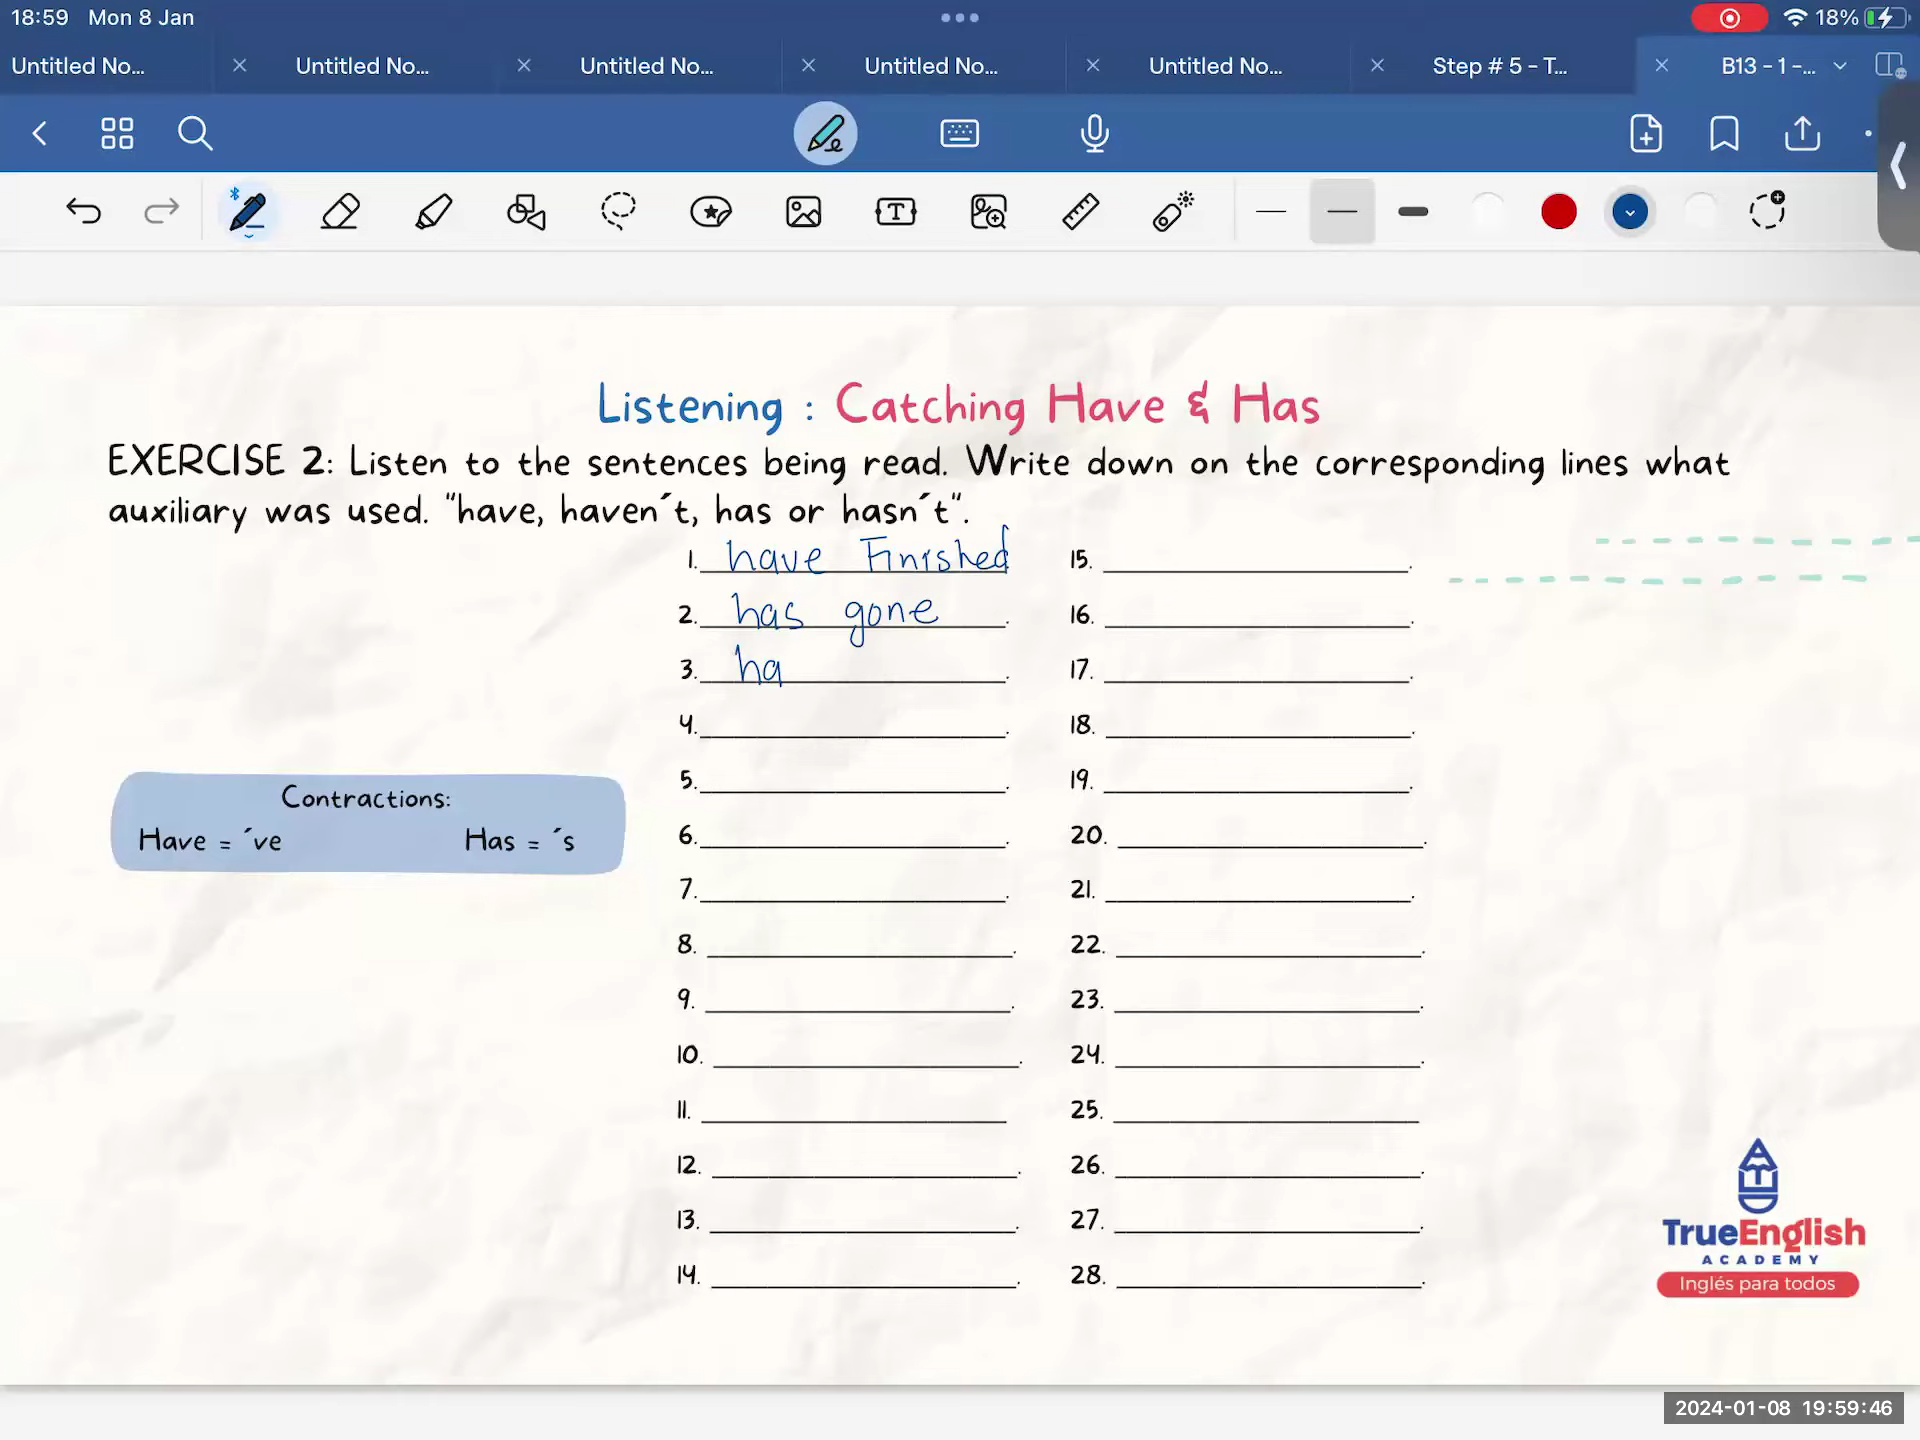 18:59 Mon 8 Jan
18%
Untitled No... Untitled No... Untitled No... Untitled No... Untitled No... Step # 5 - T... B13 - 1 -...
Listening : Catching Have & Has
EXERCISE 2: Listen to the sentences being read. Write down on the corresponding lines what
auxiliary was used. "have, haven´t, has or hasn´t".
1. have Finished
2. has gone
3. ha
4.
5.
6.
7.
8.
9.
10.
11.
12.
13.
14.
15.
16.
17.
18.
19.
20.
21.
22.
23.
24.
25.
26.
27.
28.
Contractions:
Have = ´ve Has = ´s
TrueEnglish
ACADEMY
Inglés para todos
2024-01-08 19:59:46